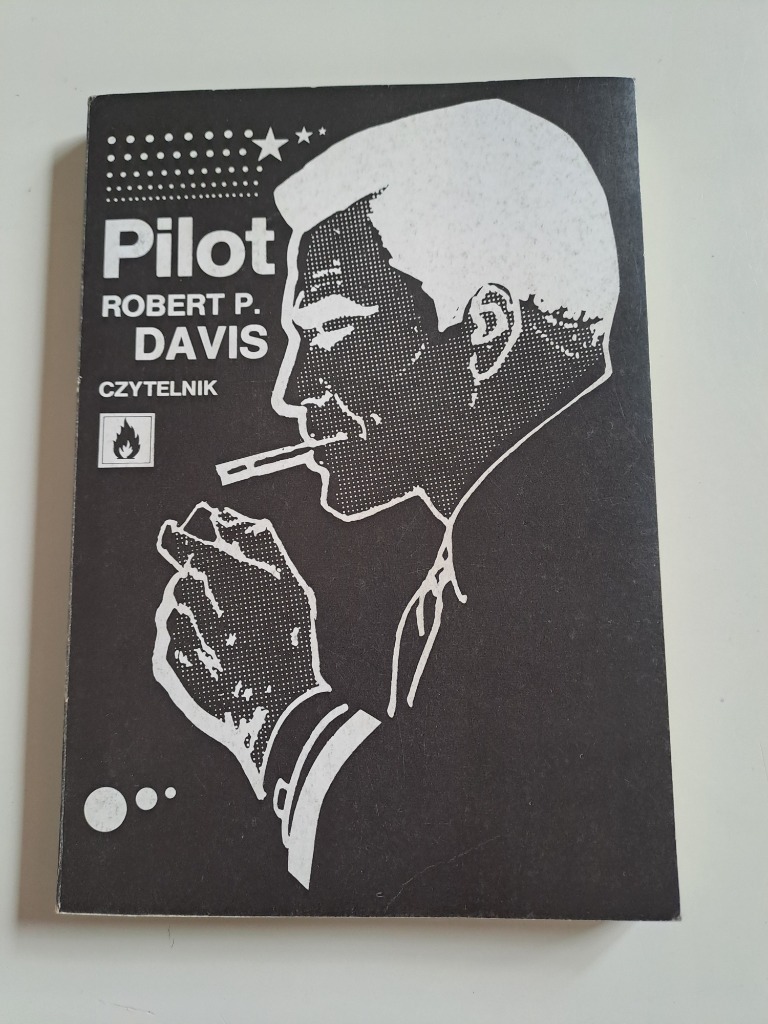 Pilot
ROBERT P.
DAVIS
CZYTELNIK